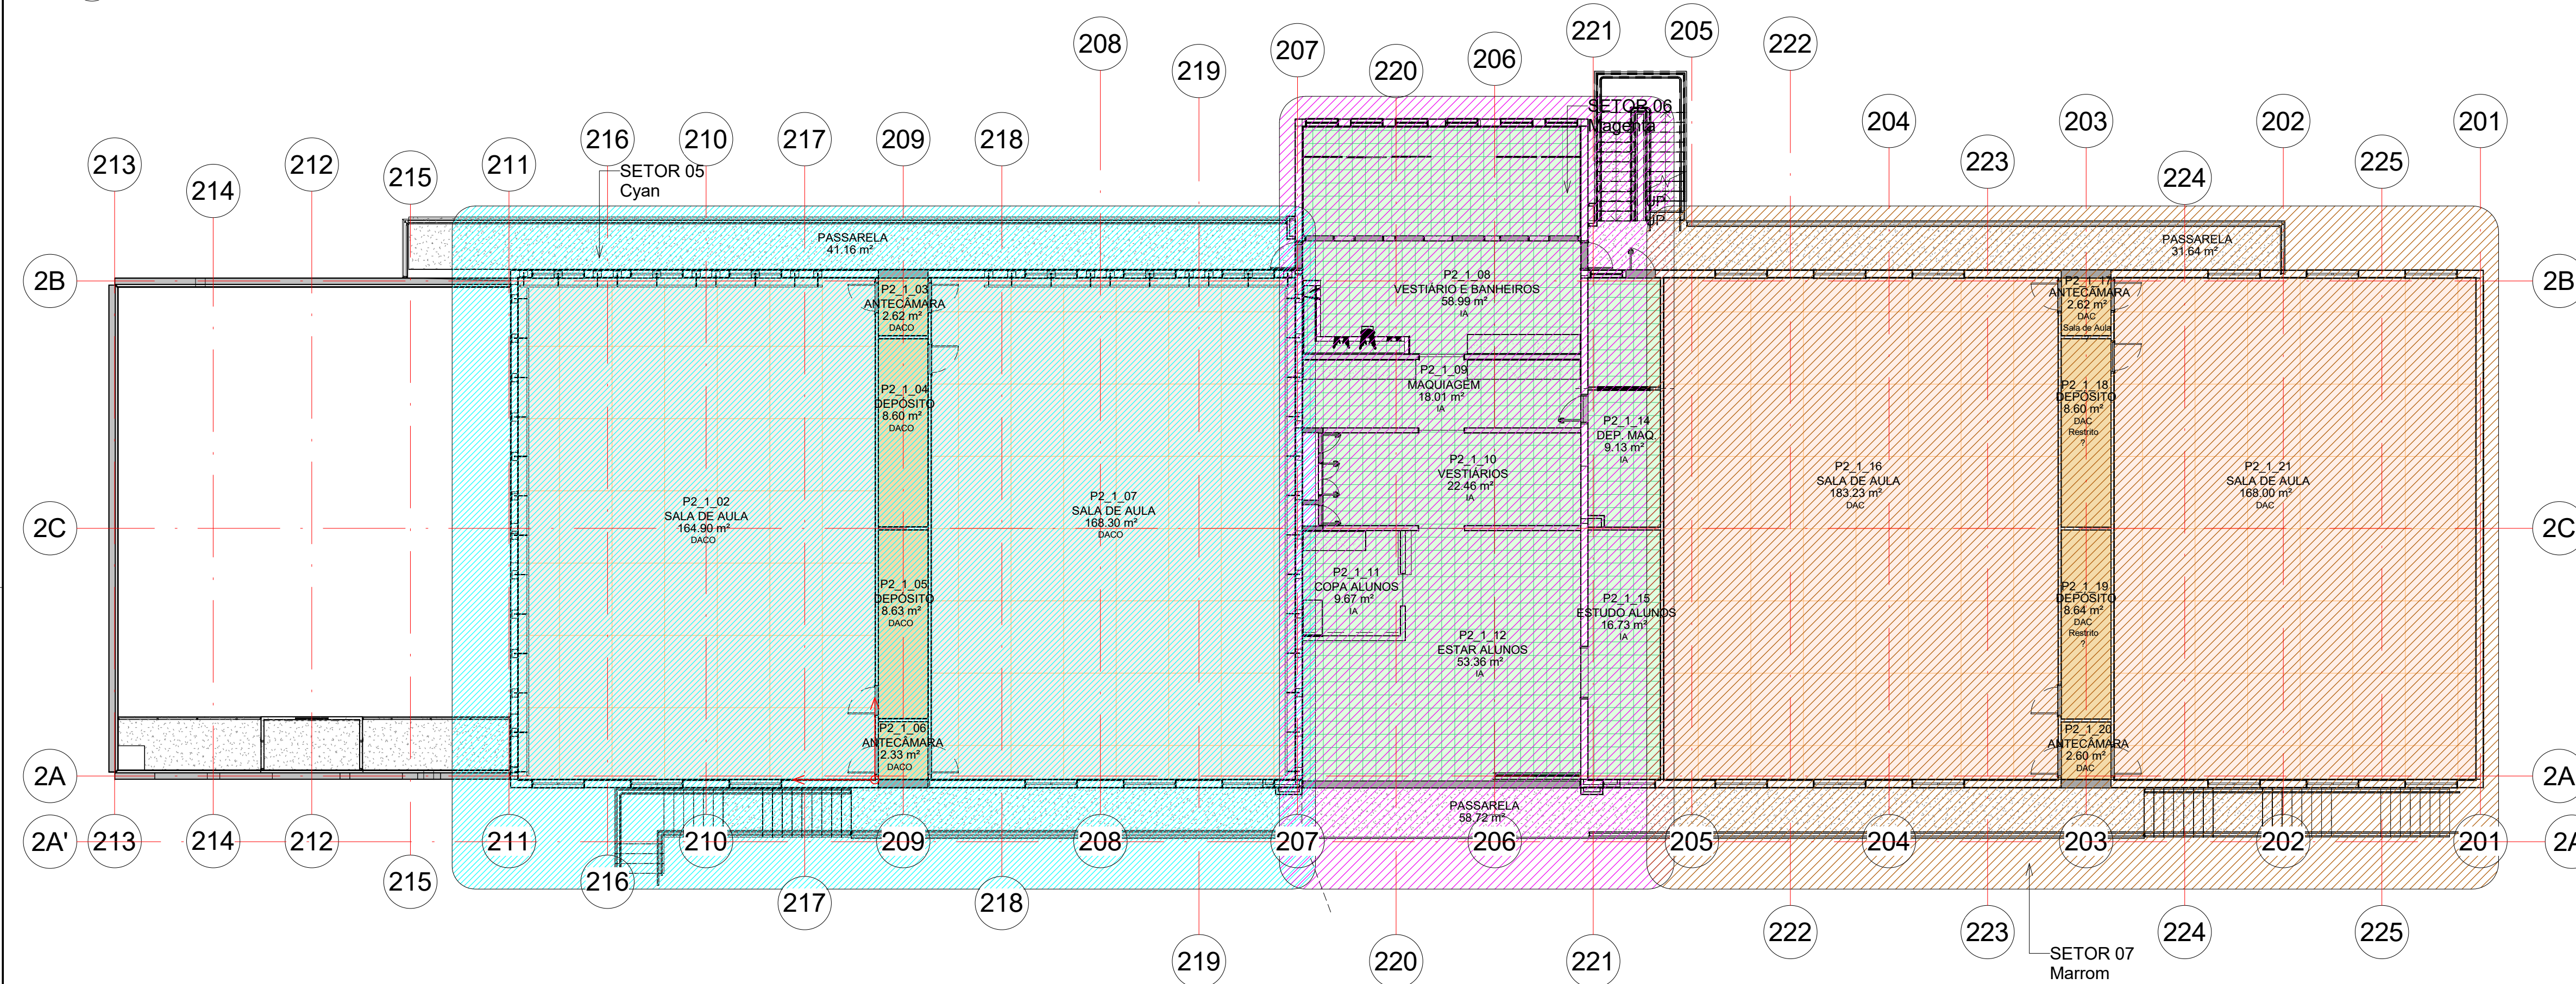 221
205
208
222
207
206
219
220
SETOR 06
Magenta
216
210
217
209
218
204
203
202
201
213
212
211
223
225
214
215
224
SETOR 05
Cyan
UP
UP
PASSARELA
41.16 m²
PASSARELA
31.64 m²
2B
2B
P2_1_03
ANTECÂMARA
2.62 m²
DACO
P2_1_08
VESTIÁRIO E BANHEIROS
58.99 m²
IA
P2_1_17
ANTECÂMARA
2.62 m²
DAC
Sala de Aula
?
P2_1_04
DEPÓSITO
8.60 m²
DACO
P2_1_09
MAQUIAGEM
18.01 m²
IA
P2_1_18
DEPÓSITO
8.60 m²
DAC
Restrito
?
P2_1_14
DEP. MAQ.
9.13 m²
IA
P2_1_10
VESTIÁRIOS
22.46 m²
IA
P2_1_02
SALA DE AULA
164.90 m²
DACO
P2_1_07
SALA DE AULA
168.30 m²
DACO
P2_1_16
SALA DE AULA
183.23 m²
DAC
P2_1_21
SALA DE AULA
168.00 m²
DAC
2C
2C
P2_1_05
DEPÓSITO
8.63 m²
DACO
P2_1_11
COPA ALUNOS
9.67 m²
IA
P2_1_15
ESTUDO ALUNOS
16.73 m²
IA
P2_1_19
DEPÓSITO
8.64 m²
DAC
Restrito
?
P2_1_12
ESTAR ALUNOS
53.36 m²
IA
P2_1_06
ANTECÂMARA
2.33 m²
DACO
P2_1_20
ANTECÂMARA
2.60 m²
DAC
2A
2A
PASSARELA
58.72 m²
2A'
213
214
212
211
210
209
208
207
206
205
204
203
202
201
2A
215
216
217
218
222
223
224
225
219
220
221
SETOR 07
Marrom